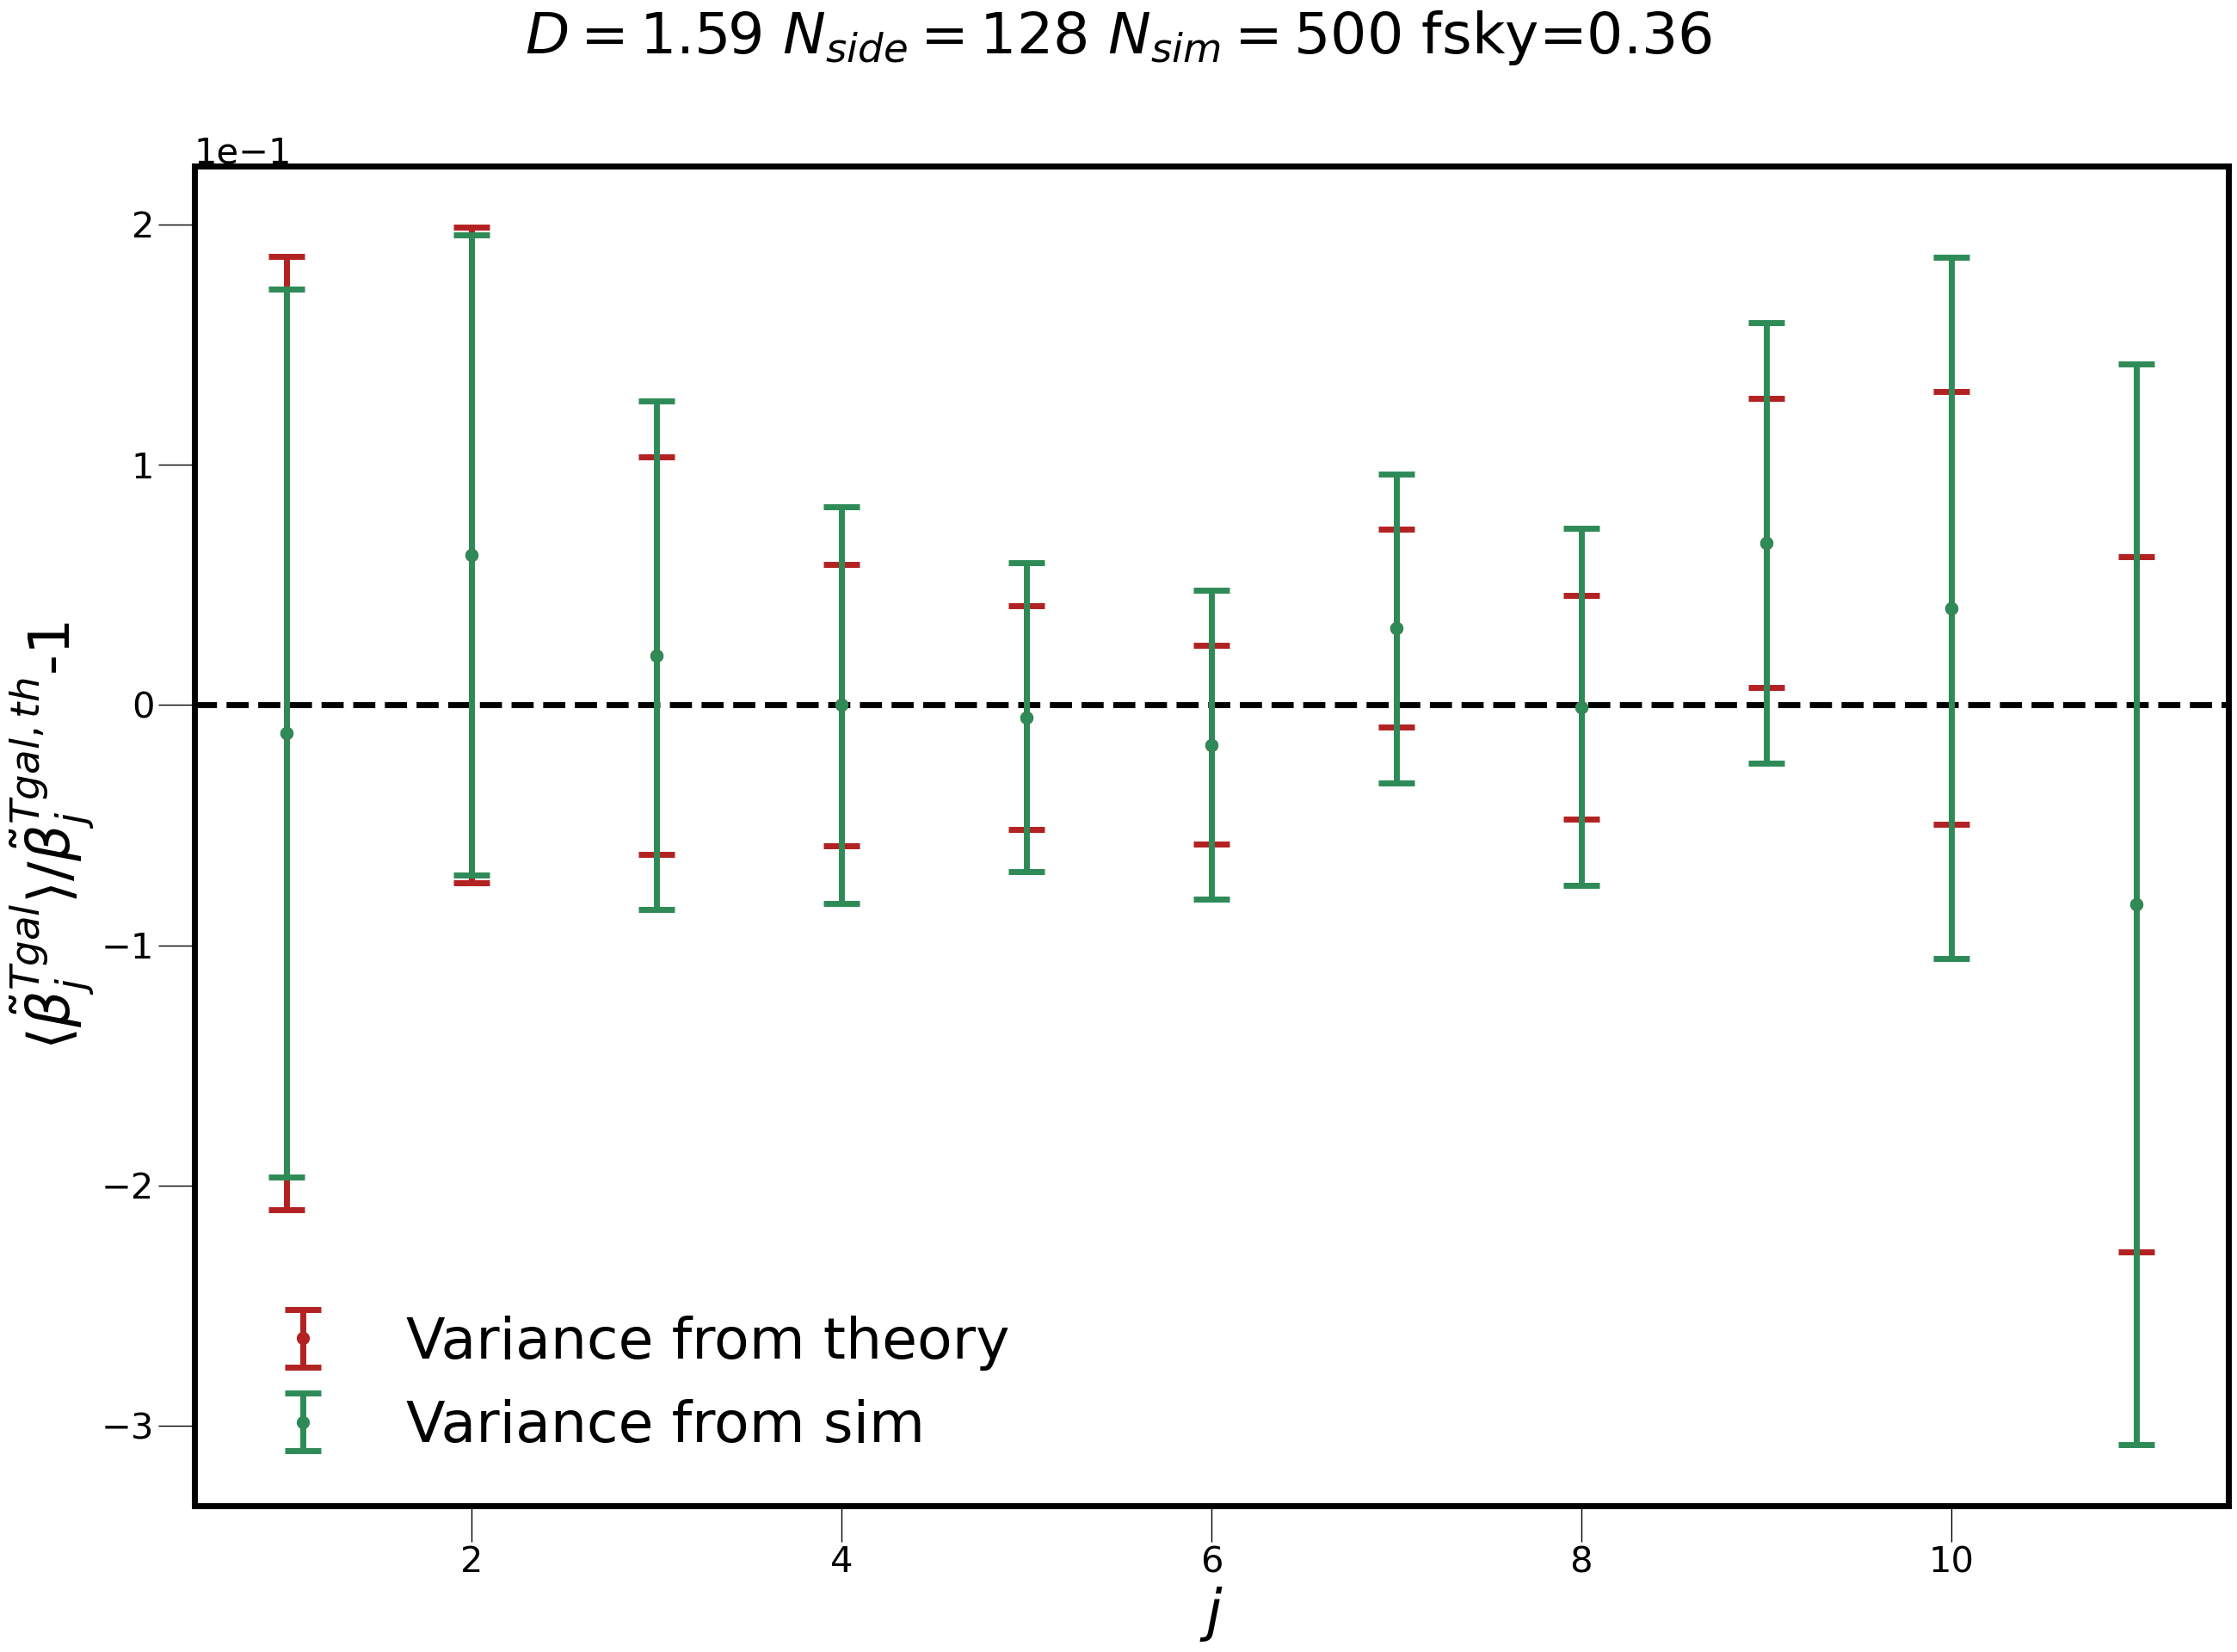 D = 1.59 N_side = 128 N_sim = 500 fsky=0.36
1e−1
2
1
0
−1
−2
−3
⟨β̃_j^Tgal⟩/β̃_j^Tgal, th-1
Variance from theory
Variance from sim
2 4 6 8 10
j